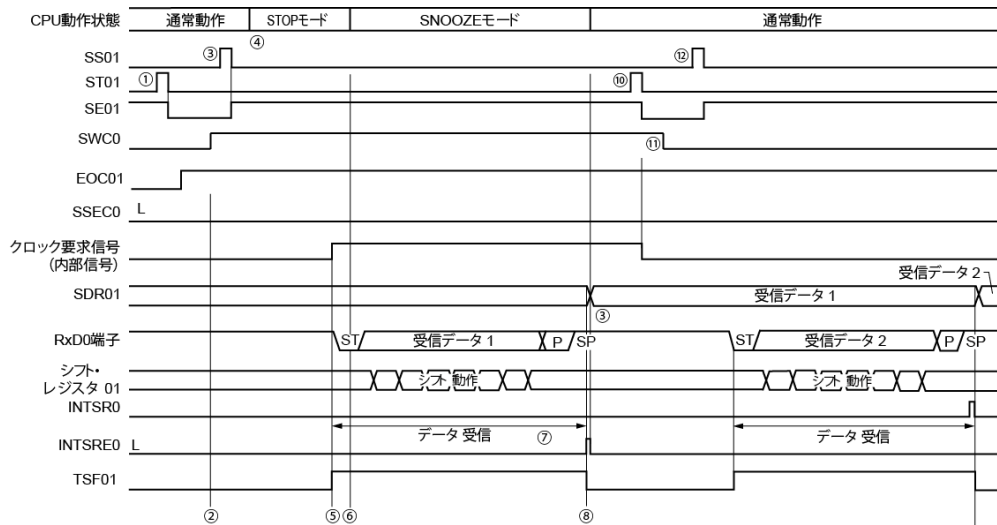 CPU動作状態 通常動作 STOPモード SNOOZEモード 通常動作
④
SS01 ③ ⑫
ST01 ① ⑩
SE01
SWC0 ⑪
EOC01
SSEC0 L
クロック要求信号
(内部信号)
受信データ 2
SDR01 受信データ 1
③
RxD0端子 ST 受信データ 1 P SP ST 受信データ 2 P SP
シフト・
レジスタ 01 シフト 動作 シフト 動作
INTSR0
データ 受信 ⑦ データ 受信
INTSRE0 L
TSF01
② ⑤ ⑥ ⑧